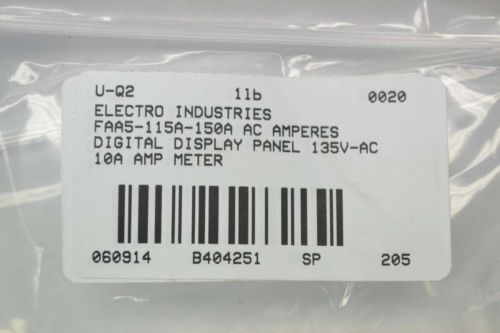 U-Q2 1lb 0020
ELECTRO INDUSTRIES
FAA5-115A-150A AC AMPERES
DIGITAL DISPLAY PANEL 135V-AC
10A AMP METER
060914 B404251 SP 205